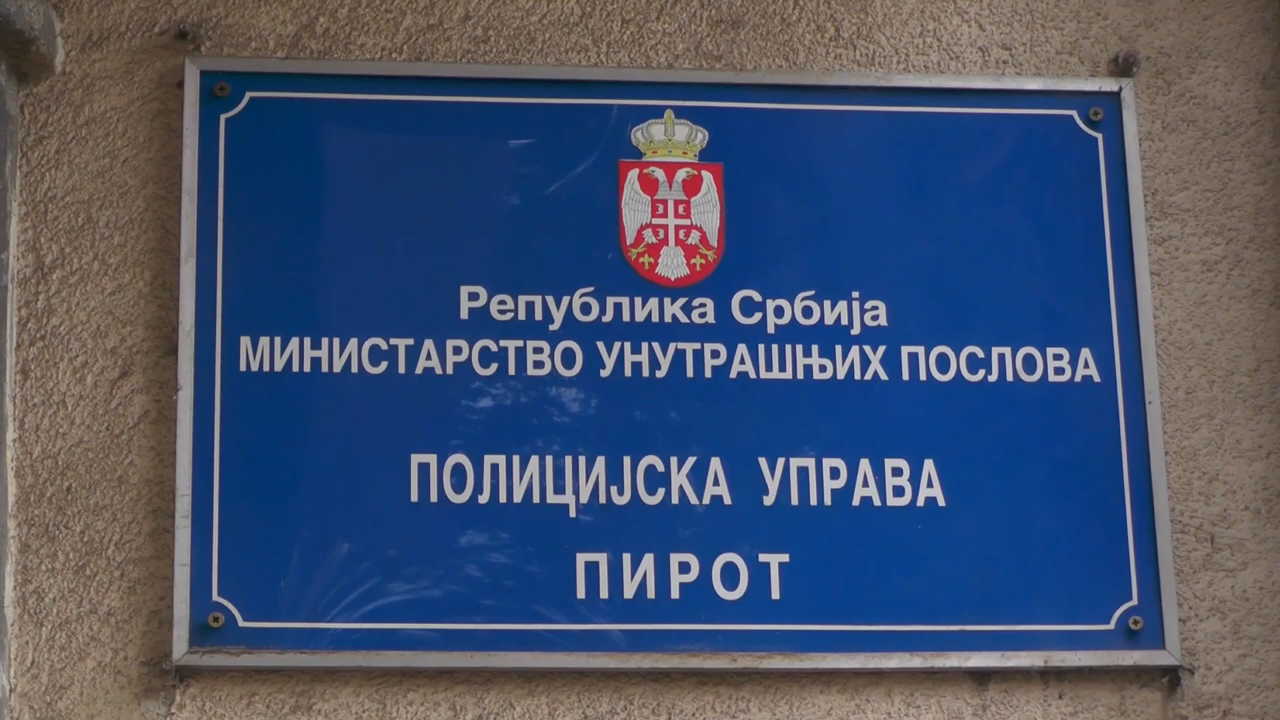 Република Србија
МИНИСТАРСТВО УНУТРАШЊИХ ПОСЛОВА
ПОЛИЦИЈСКА УПРАВА
ПИРОТ